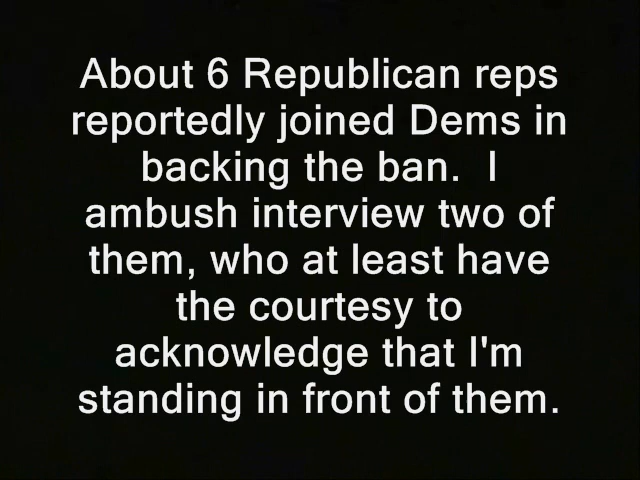 About 6 Republican reps
reportedly joined Dems in
backing the ban.  I
ambush interview two of
them, who at least have
the courtesy to
acknowledge that I'm
standing in front of them.